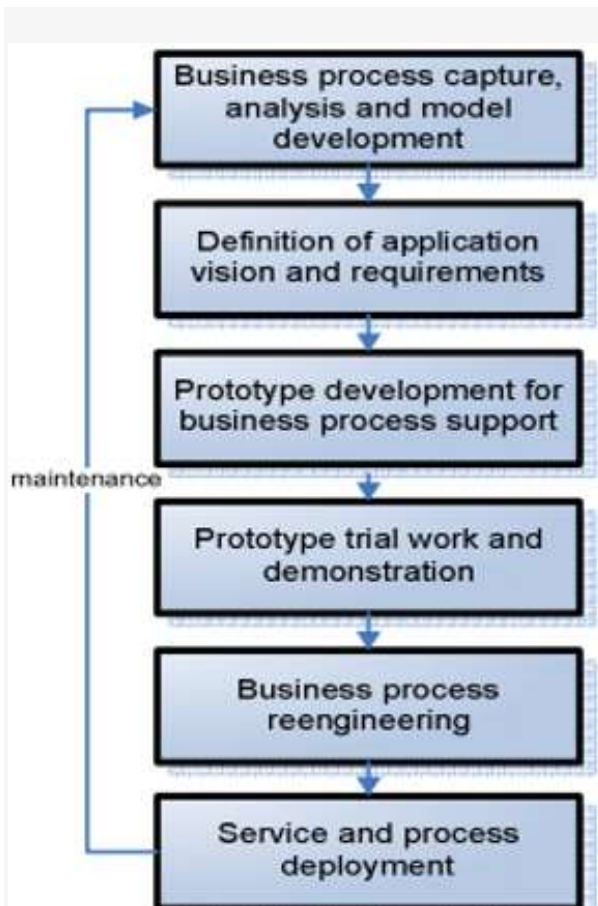 Business process capture,
analysis and model
development
Definition of application
vision and requirements
Prototype development for
business process support
maintenance
Prototype trial work and
demonstration
Business process
reengineering
Service and process
deployment